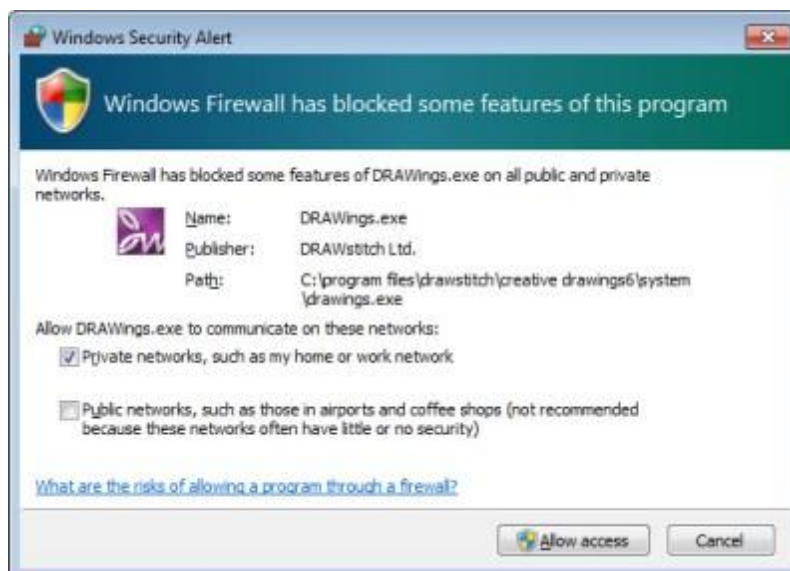 Windows Security Alert
Windows Firewall has blocked some features of this program
Windows Firewall has blocked some features of DRAWings.exe on all public and private
networks.
Name: DRAWings.exe
Publisher: DRAWstitch Ltd.
Path: C:\program files\drawstitch\creative drawings6\system
\drawings.exe
Allow DRAWings.exe to communicate on these networks:
Private networks, such as my home or work network
Public networks, such as those in airports and coffee shops (not recommended
because these networks often have little or no security)
What are the risks of allowing a program through a firewall?
Allow access Cancel